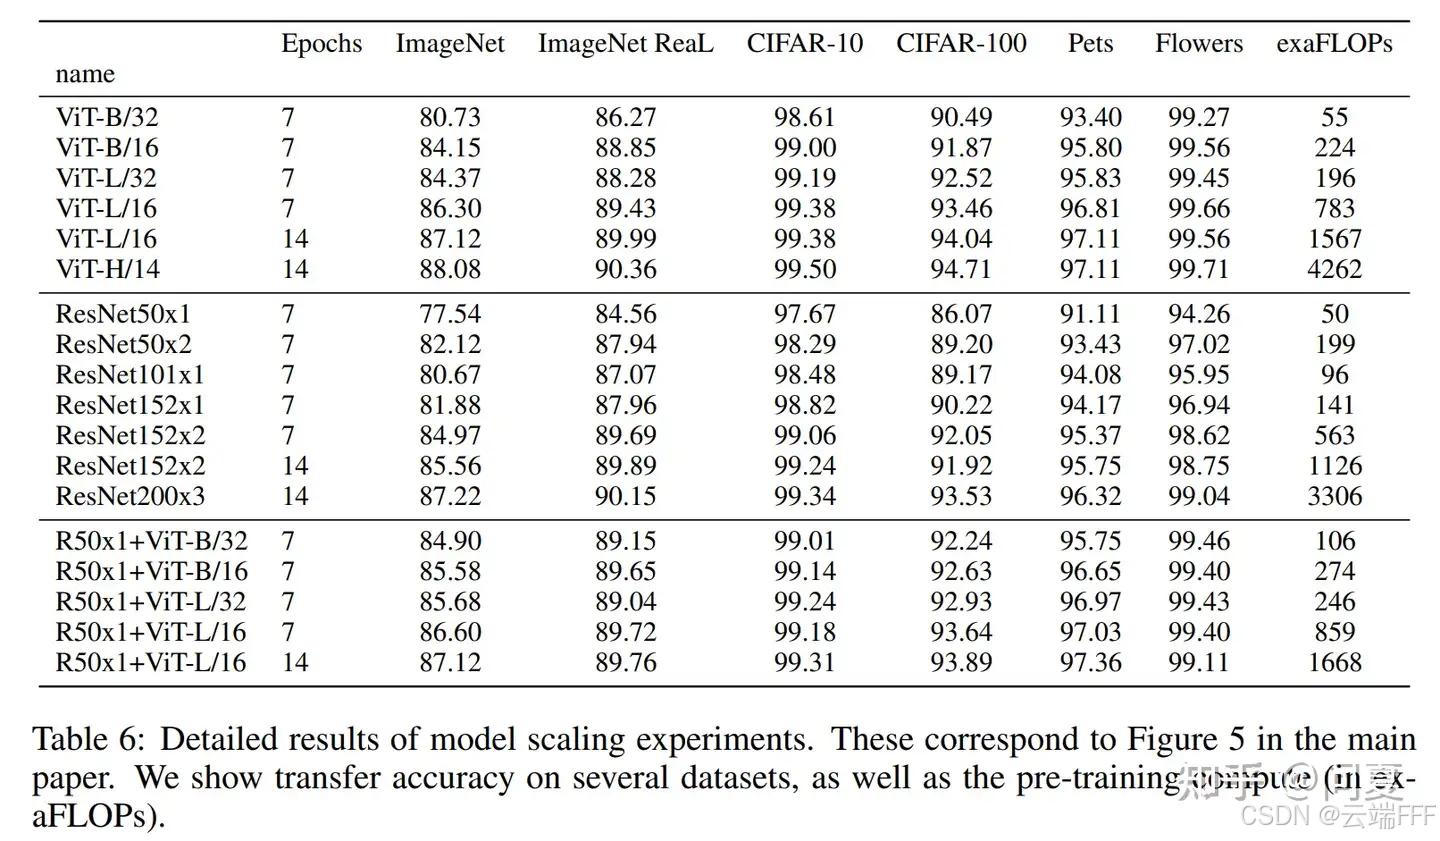 Epochs ImageNet ImageNet ReaL CIFAR-10 CIFAR-100 Pets Flowers exaFLOPs
name
ViT-B/32 7 80.73 86.27 98.61 90.49 93.40 99.27 55
ViT-B/16 7 84.15 88.85 99.00 91.87 95.80 99.56 224
ViT-L/32 7 84.37 88.28 99.19 92.52 95.83 99.45 196
ViT-L/16 7 86.30 89.43 99.38 93.46 96.81 99.66 783
ViT-L/16 14 87.12 89.99 99.38 94.04 97.11 99.56 1567
ViT-H/14 14 88.08 90.36 99.50 94.71 97.11 99.71 4262
ResNet50x1 7 77.54 84.56 97.67 86.07 91.11 94.26 50
ResNet50x2 7 82.12 87.94 98.29 89.20 93.43 97.02 199
ResNet101x1 7 80.67 87.07 98.48 89.17 94.08 95.95 96
ResNet152x1 7 81.88 87.96 98.82 90.22 94.17 96.94 141
ResNet152x2 7 84.97 89.69 99.06 92.05 95.37 98.62 563
ResNet152x2 14 85.56 89.89 99.24 91.92 95.75 98.75 1126
ResNet200x3 14 87.22 90.15 99.34 93.53 96.32 99.04 3306
R50x1+ViT-B/32 7 84.90 89.15 99.01 92.24 95.75 99.46 106
R50x1+ViT-B/16 7 85.58 89.65 99.14 92.63 96.65 99.40 274
R50x1+ViT-L/32 7 85.68 89.04 99.24 92.93 96.97 99.43 246
R50x1+ViT-L/16 7 86.60 89.72 99.18 93.64 97.03 99.40 859
R50x1+ViT-L/16 14 87.12 89.76 99.31 93.89 97.36 99.11 1668
Table 6: Detailed results of model scaling experiments. These correspond to Figure 5 in the main
paper. We show transfer accuracy on several datasets, as well as the pre-training compute (in ex-
aFLOPs).
知乎 @问夏
CSDN @云端FFF